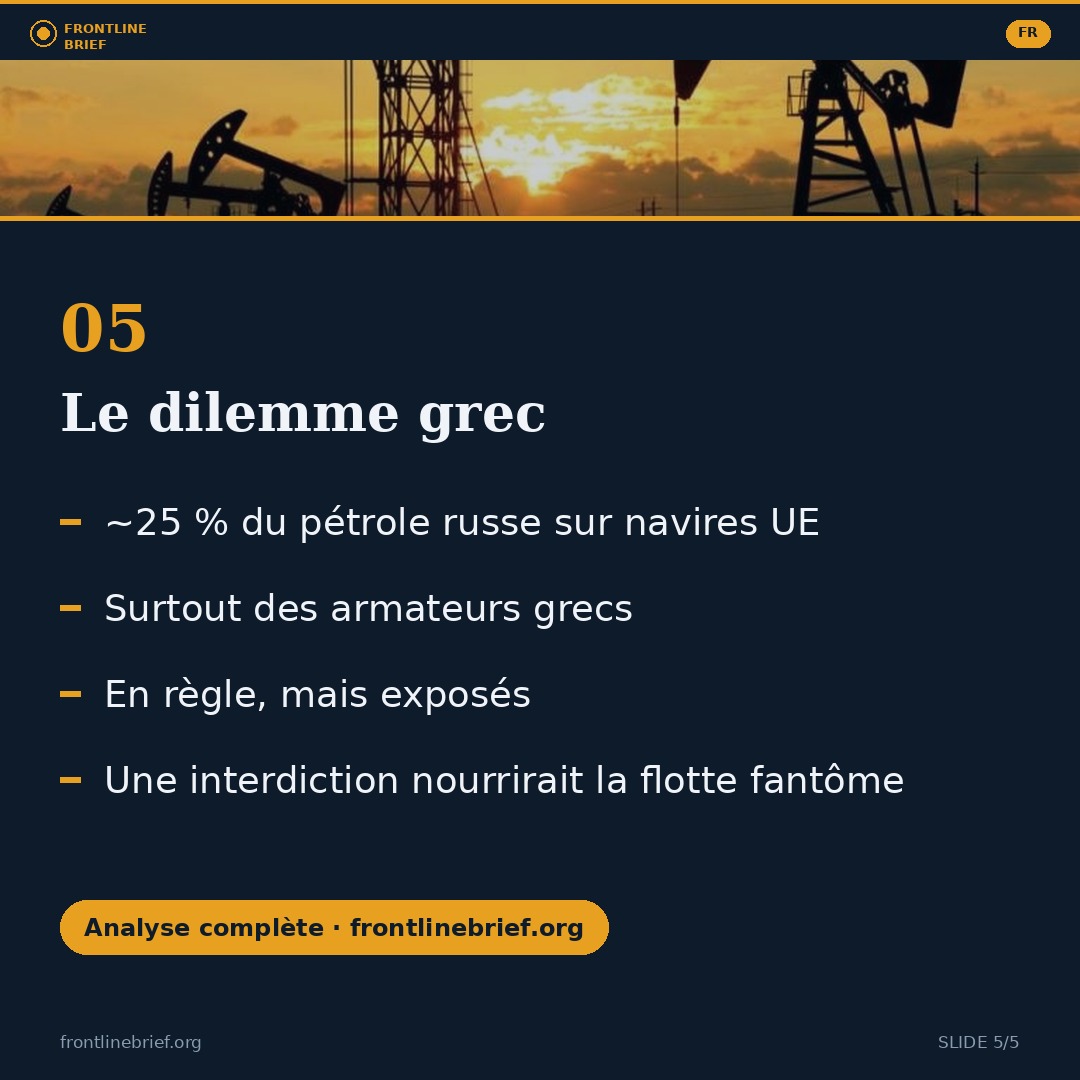 FRONTLINE
BRIEF
FR
05
Le dilemme grec
~25 % du pétrole russe sur navires UE
Surtout des armateurs grecs
En règle, mais exposés
Une interdiction nourrirait la flotte fantôme
Analyse complète · frontlinebrief.org
frontlinebrief.org
SLIDE 5/5